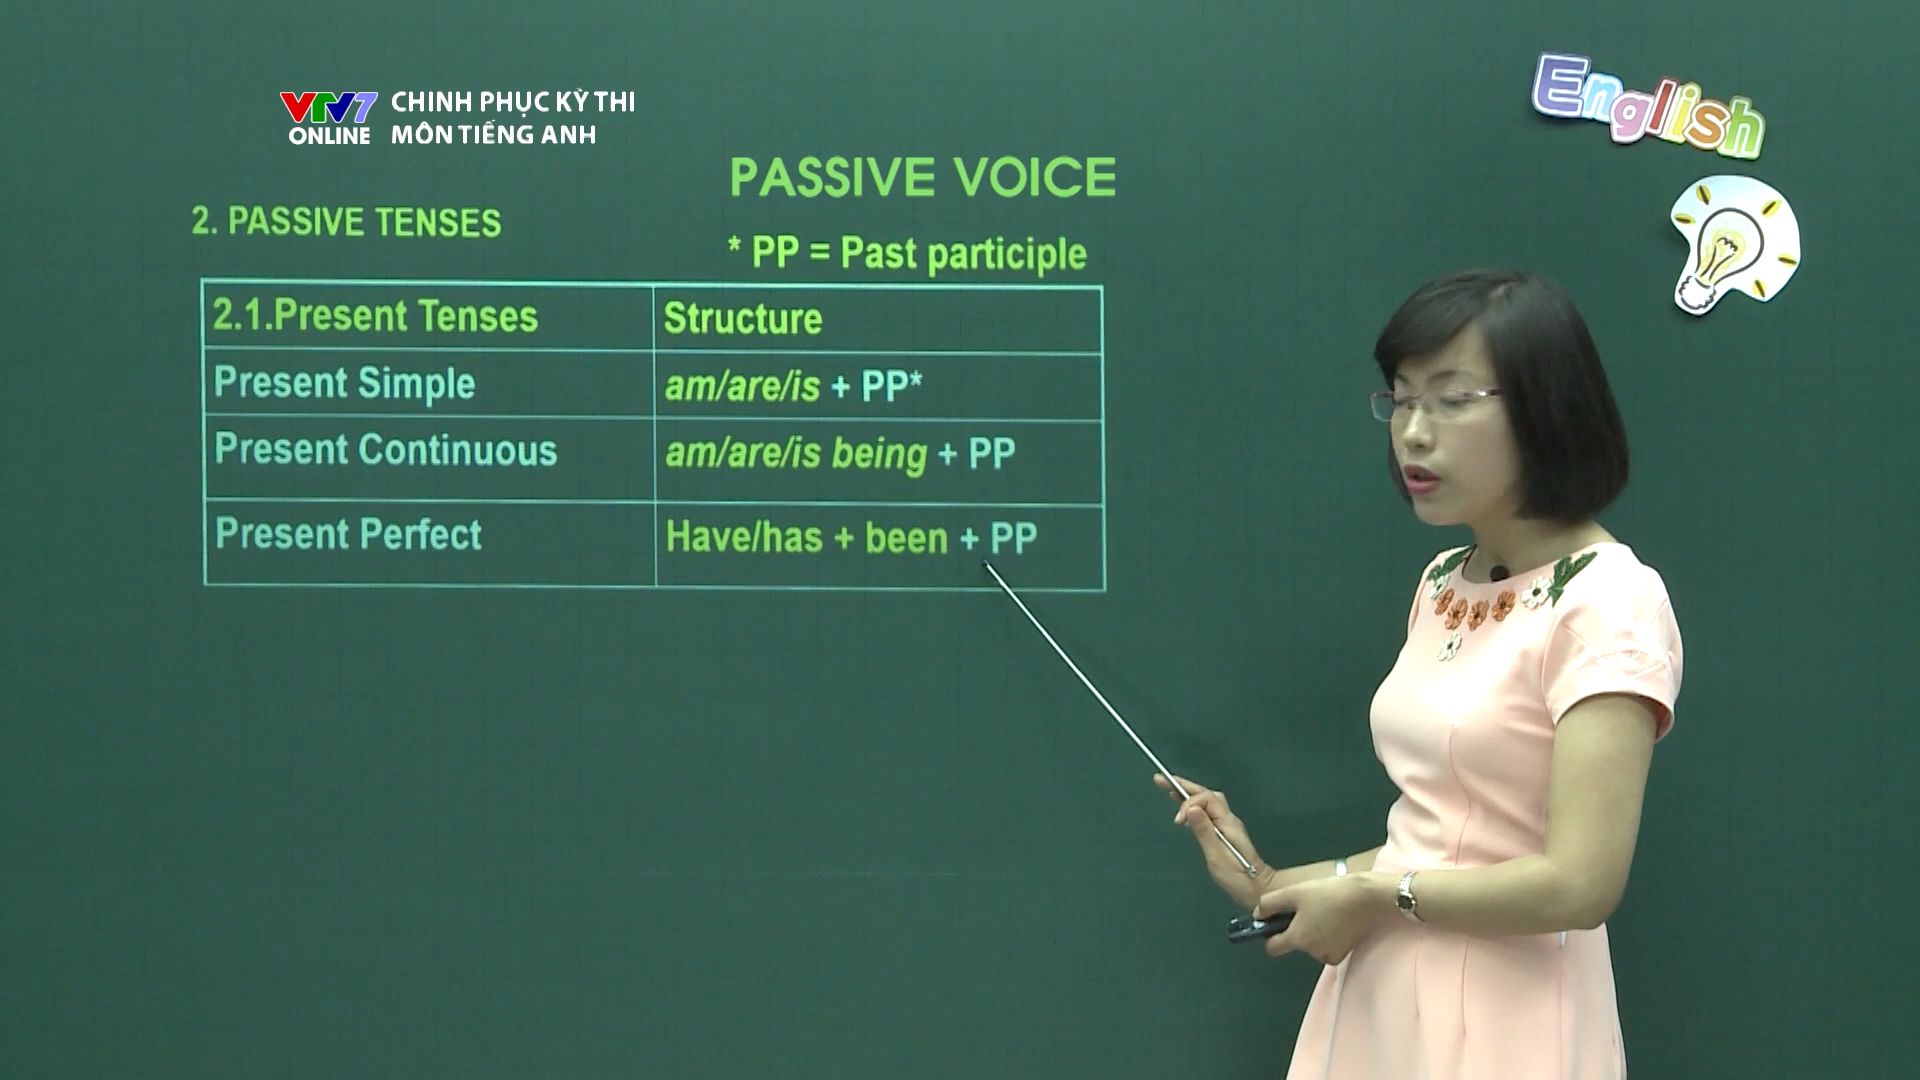 VTV7
ONLINE
CHINH PHỤC KỲ THI
MÔN TIẾNG ANH
English
PASSIVE VOICE
2. PASSIVE TENSES
* PP = Past participle
2.1.Present Tenses
Structure
Present Simple
am/are/is + PP*
Present Continuous
am/are/is being + PP
Present Perfect
Have/has + been + PP